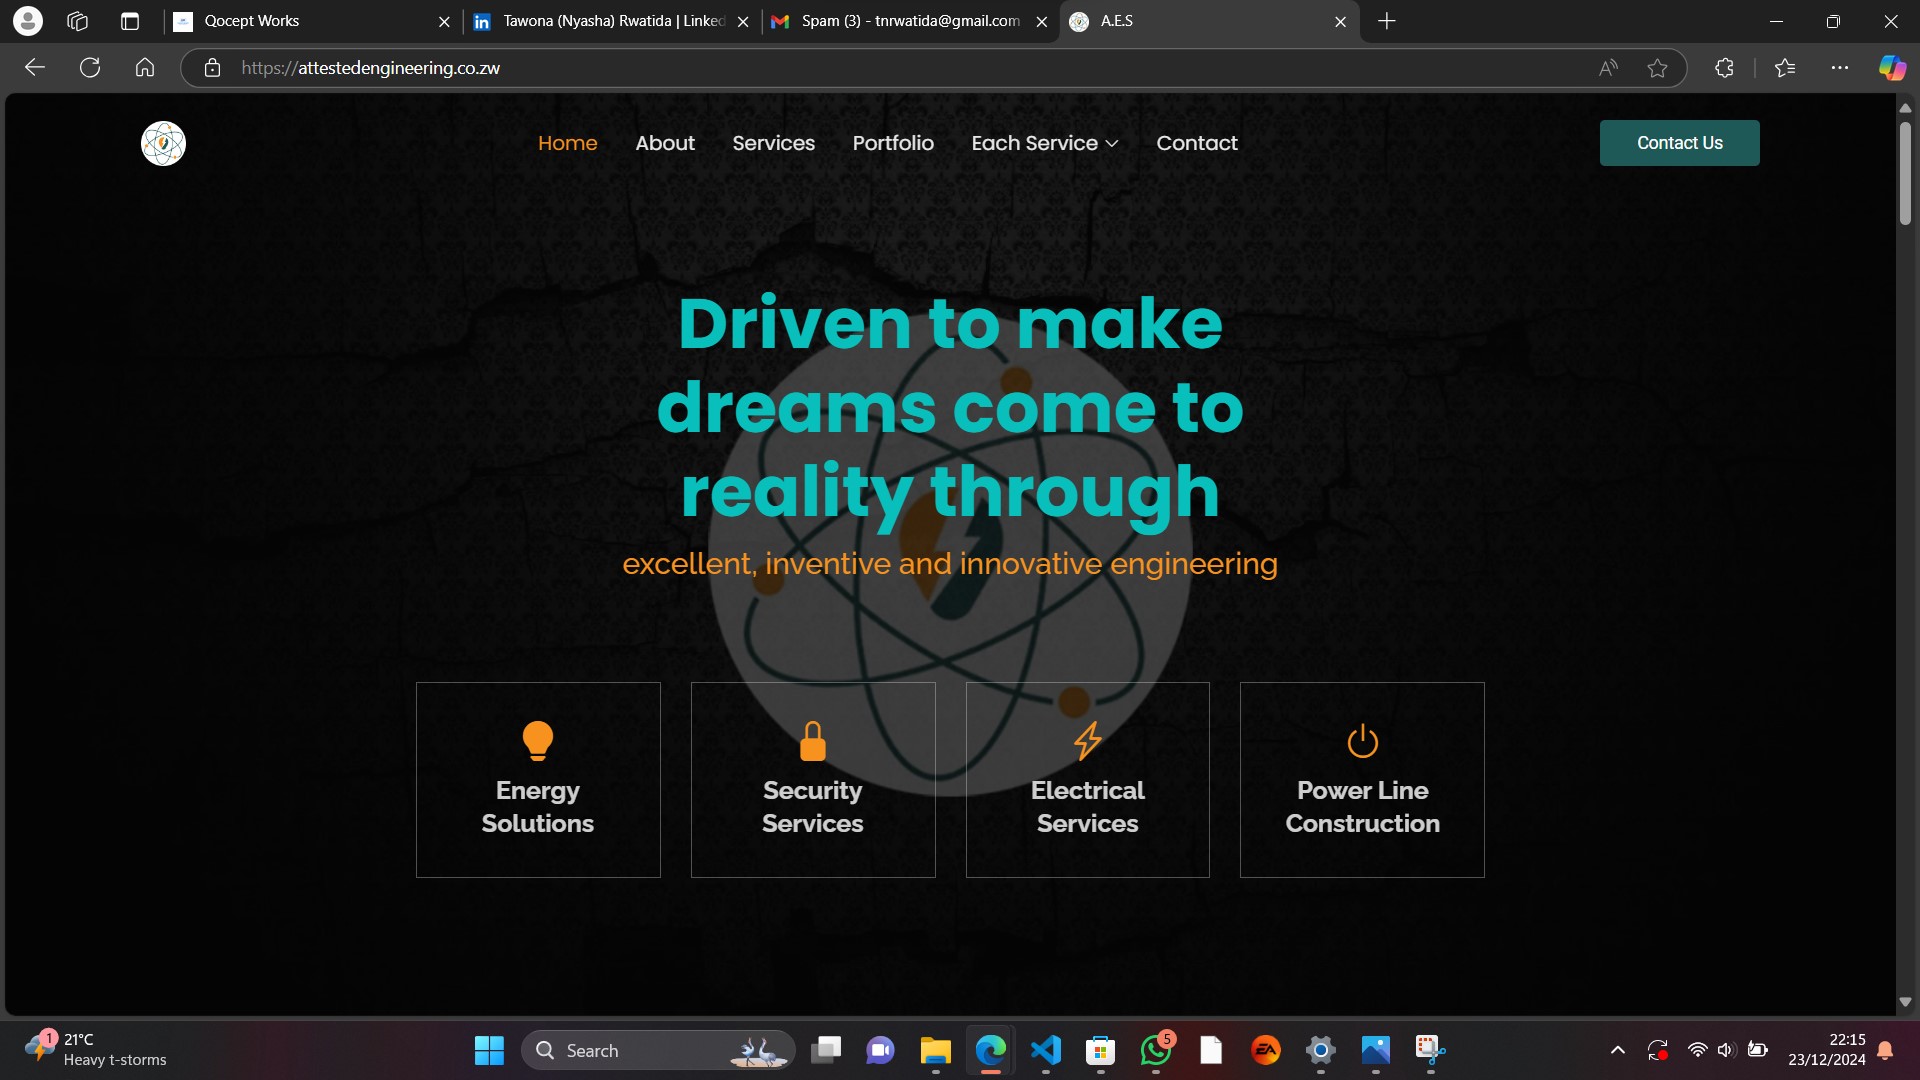 Qocept Works
Tawona (Nyasha) Rwatida | Linked
Spam (3) - tnrwatida@gmail.com
A.E.S
https://attestedengineering.co.zw
Home
About
Services
Portfolio
Each Service
Contact
Contact Us
Driven to make
dreams come to
reality through
excellent, inventive and innovative engineering
Energy
Solutions
Security
Services
Electrical
Services
Power Line
Construction
1
21°C
Heavy t-storms
Search
5
EA
22:15
23/12/2024